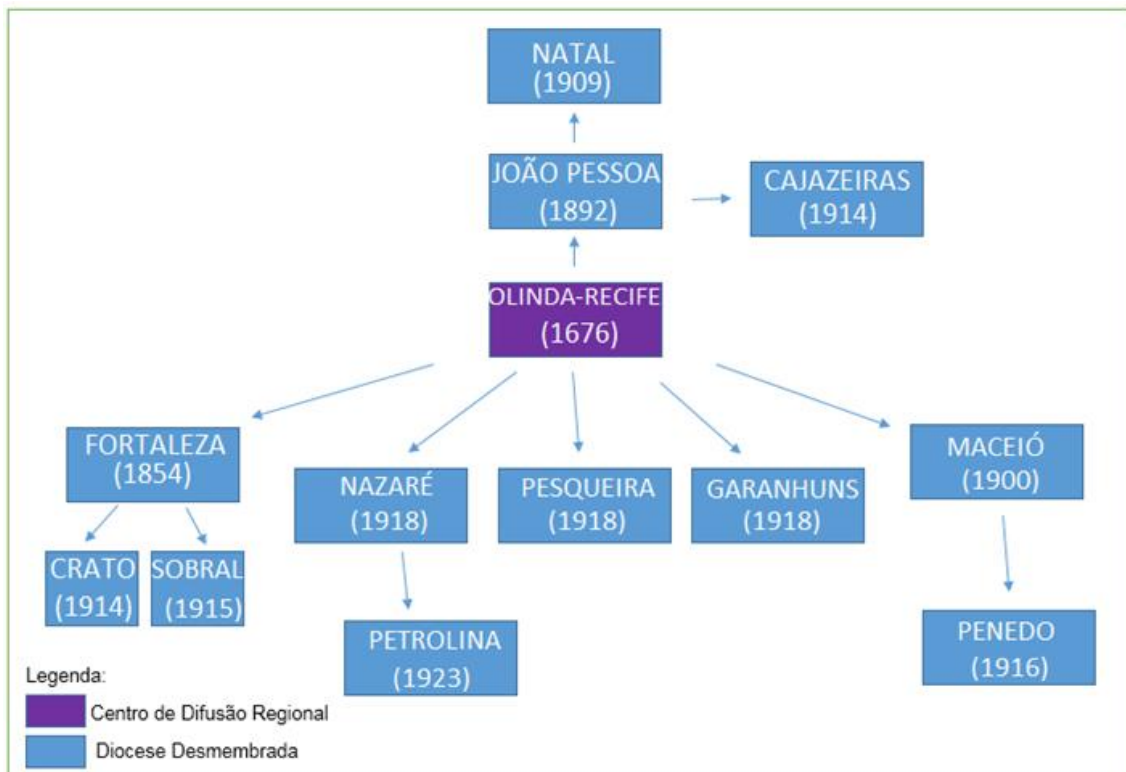 NATAL
(1909)
JOÃO PESSOA
(1892)
CAJAZEIRAS
(1914)
OLINDA-RECIFE
(1676)
FORTALEZA
(1854)
MACEIÓ
(1900)
NAZARÉ
(1918)
PESQUEIRA
(1918)
GARANHUNS
(1918)
CRATO
(1914)
SOBRAL
(1915)
PETROLINA
(1923)
PENEDO
(1916)
Legenda:
Centro de Difusão Regional
Diocese Desmembrada